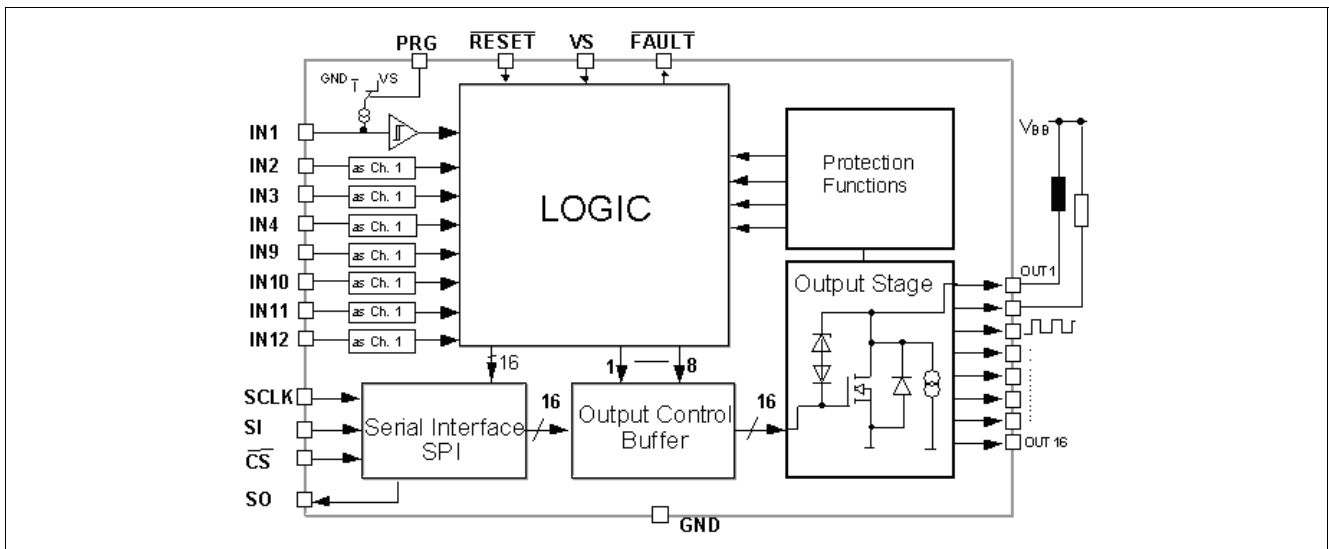 PRG
RESET
VS
FAULT
GND
VS
IN1
IN2
as Ch. 1
IN3
as Ch. 1
IN4
as Ch. 1
IN9
as Ch. 1
IN10
as Ch. 1
IN11
as Ch. 1
IN12
as Ch. 1
LOGIC
Protection
Functions
VBB
OUT1
Output Stage
16
1
8
SCLK
SI
CS
SO
Serial Interface
SPI
16
Output Control
Buffer
16
OUT 16
GND